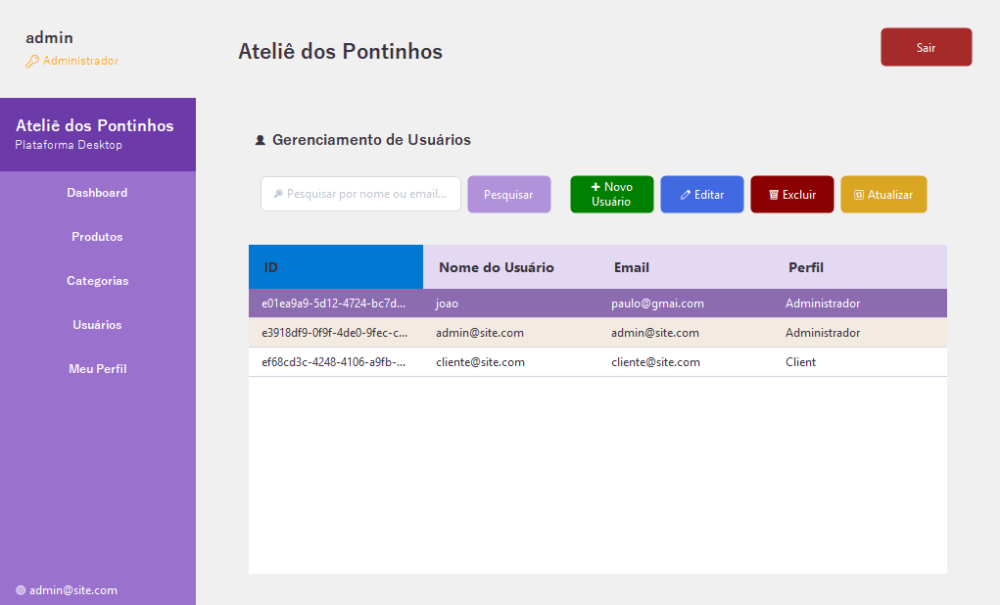 admin
Administrador
Ateliê dos Pontinhos
Sair
Ateliê dos Pontinhos
Plataforma Desktop
Dashboard
Produtos
Categorias
Usuários
Meu Perfil
admin@site.com
Gerenciamento de Usuários
Pesquisar por nome ou email...
Pesquisar
+ Novo
Usuário
Editar
Excluir
Atualizar
ID Nome do Usuário Email Perfil
e01ea9a9-5d12-4724-bc7d... joao paulo@gmai.com Administrador
e3918df9-0f9f-4de0-9fec-c... admin@site.com admin@site.com Administrador
ef68cd3c-4248-4106-a9fb-... cliente@site.com cliente@site.com Client